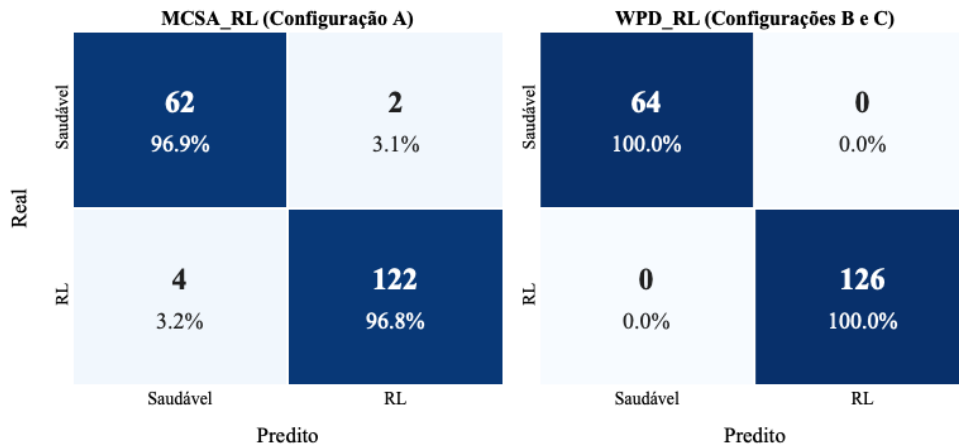 MCSA_RL (Configuração A)
Saudável
62
96.9%
2
3.1%
Real
RL
4
3.2%
122
96.8%
Saudável
RL
Predito
WPD_RL (Configurações B e C)
Saudável
64
100.0%
0
0.0%
RL
0
0.0%
126
100.0%
Saudável
RL
Predito